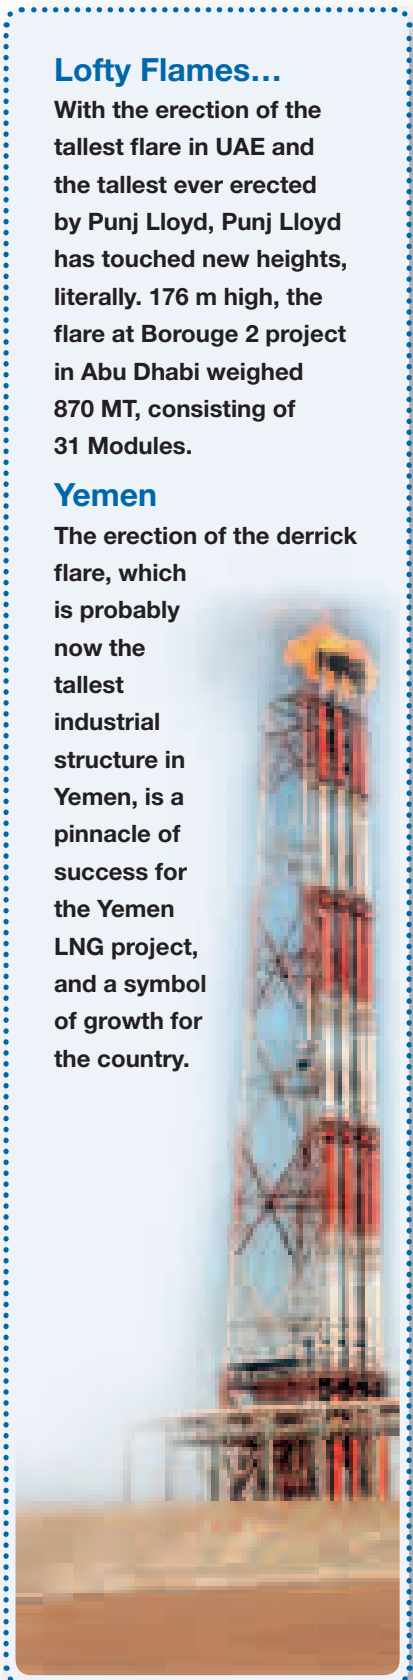 Lofty Flames…
With the erection of the
tallest flare in UAE and
the tallest ever erected
by Punj Lloyd, Punj Lloyd
has touched new heights,
literally. 176 m high, the
flare at Borouge 2 project
in Abu Dhabi weighed
870 MT, consisting of
31 Modules.
Yemen
The erection of the derrick
flare, which
is probably
now the
tallest
industrial
structure in
Yemen, is a
pinnacle of
success for
the Yemen
LNG project,
and a symbol
of growth for
the country.